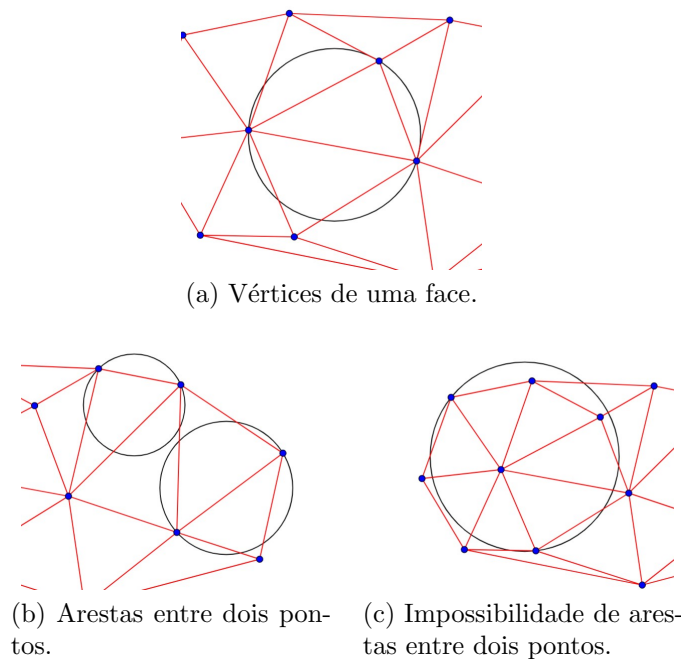 (a) Vértices de uma face.
(b) Arestas entre dois pon-
tos.
(c) Impossibilidade de ares-
tas entre dois pontos.